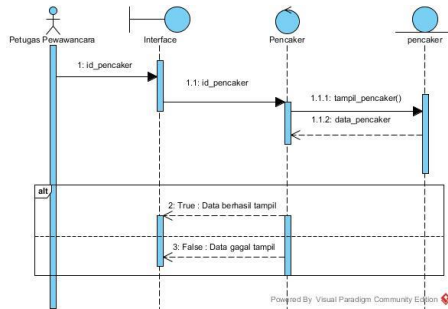 Petugas Pewawancara
Interface
Pencaker
pencaker
1: id_pencaker
1.1: id_pencaker
1.1.1: tampil_pencaker()
1.1.2: data_pencaker
alt
2: True : Data berhasil tampil
3: False : Data gagal tampil
Powered By Visual Paradigm Community Edition